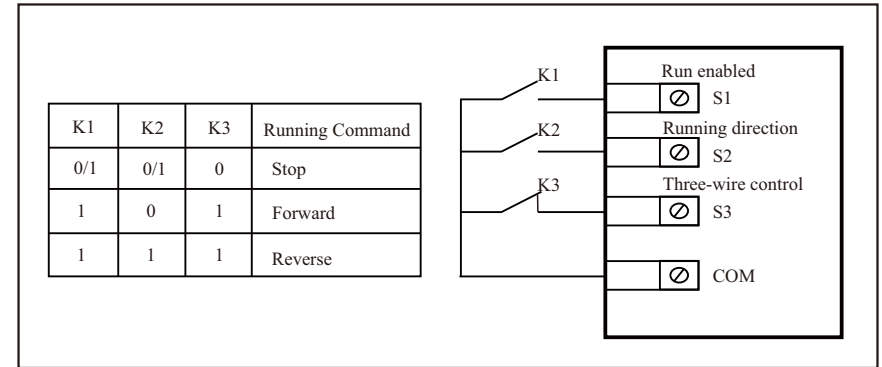 K1 K2 K3 Running Command
0/1 0/1 0 Stop
1 0 1 Forward
1 1 1 Reverse
K1
Run enabled
S1
K2
Running direction
S2
K3
Three-wire control
S3
COM